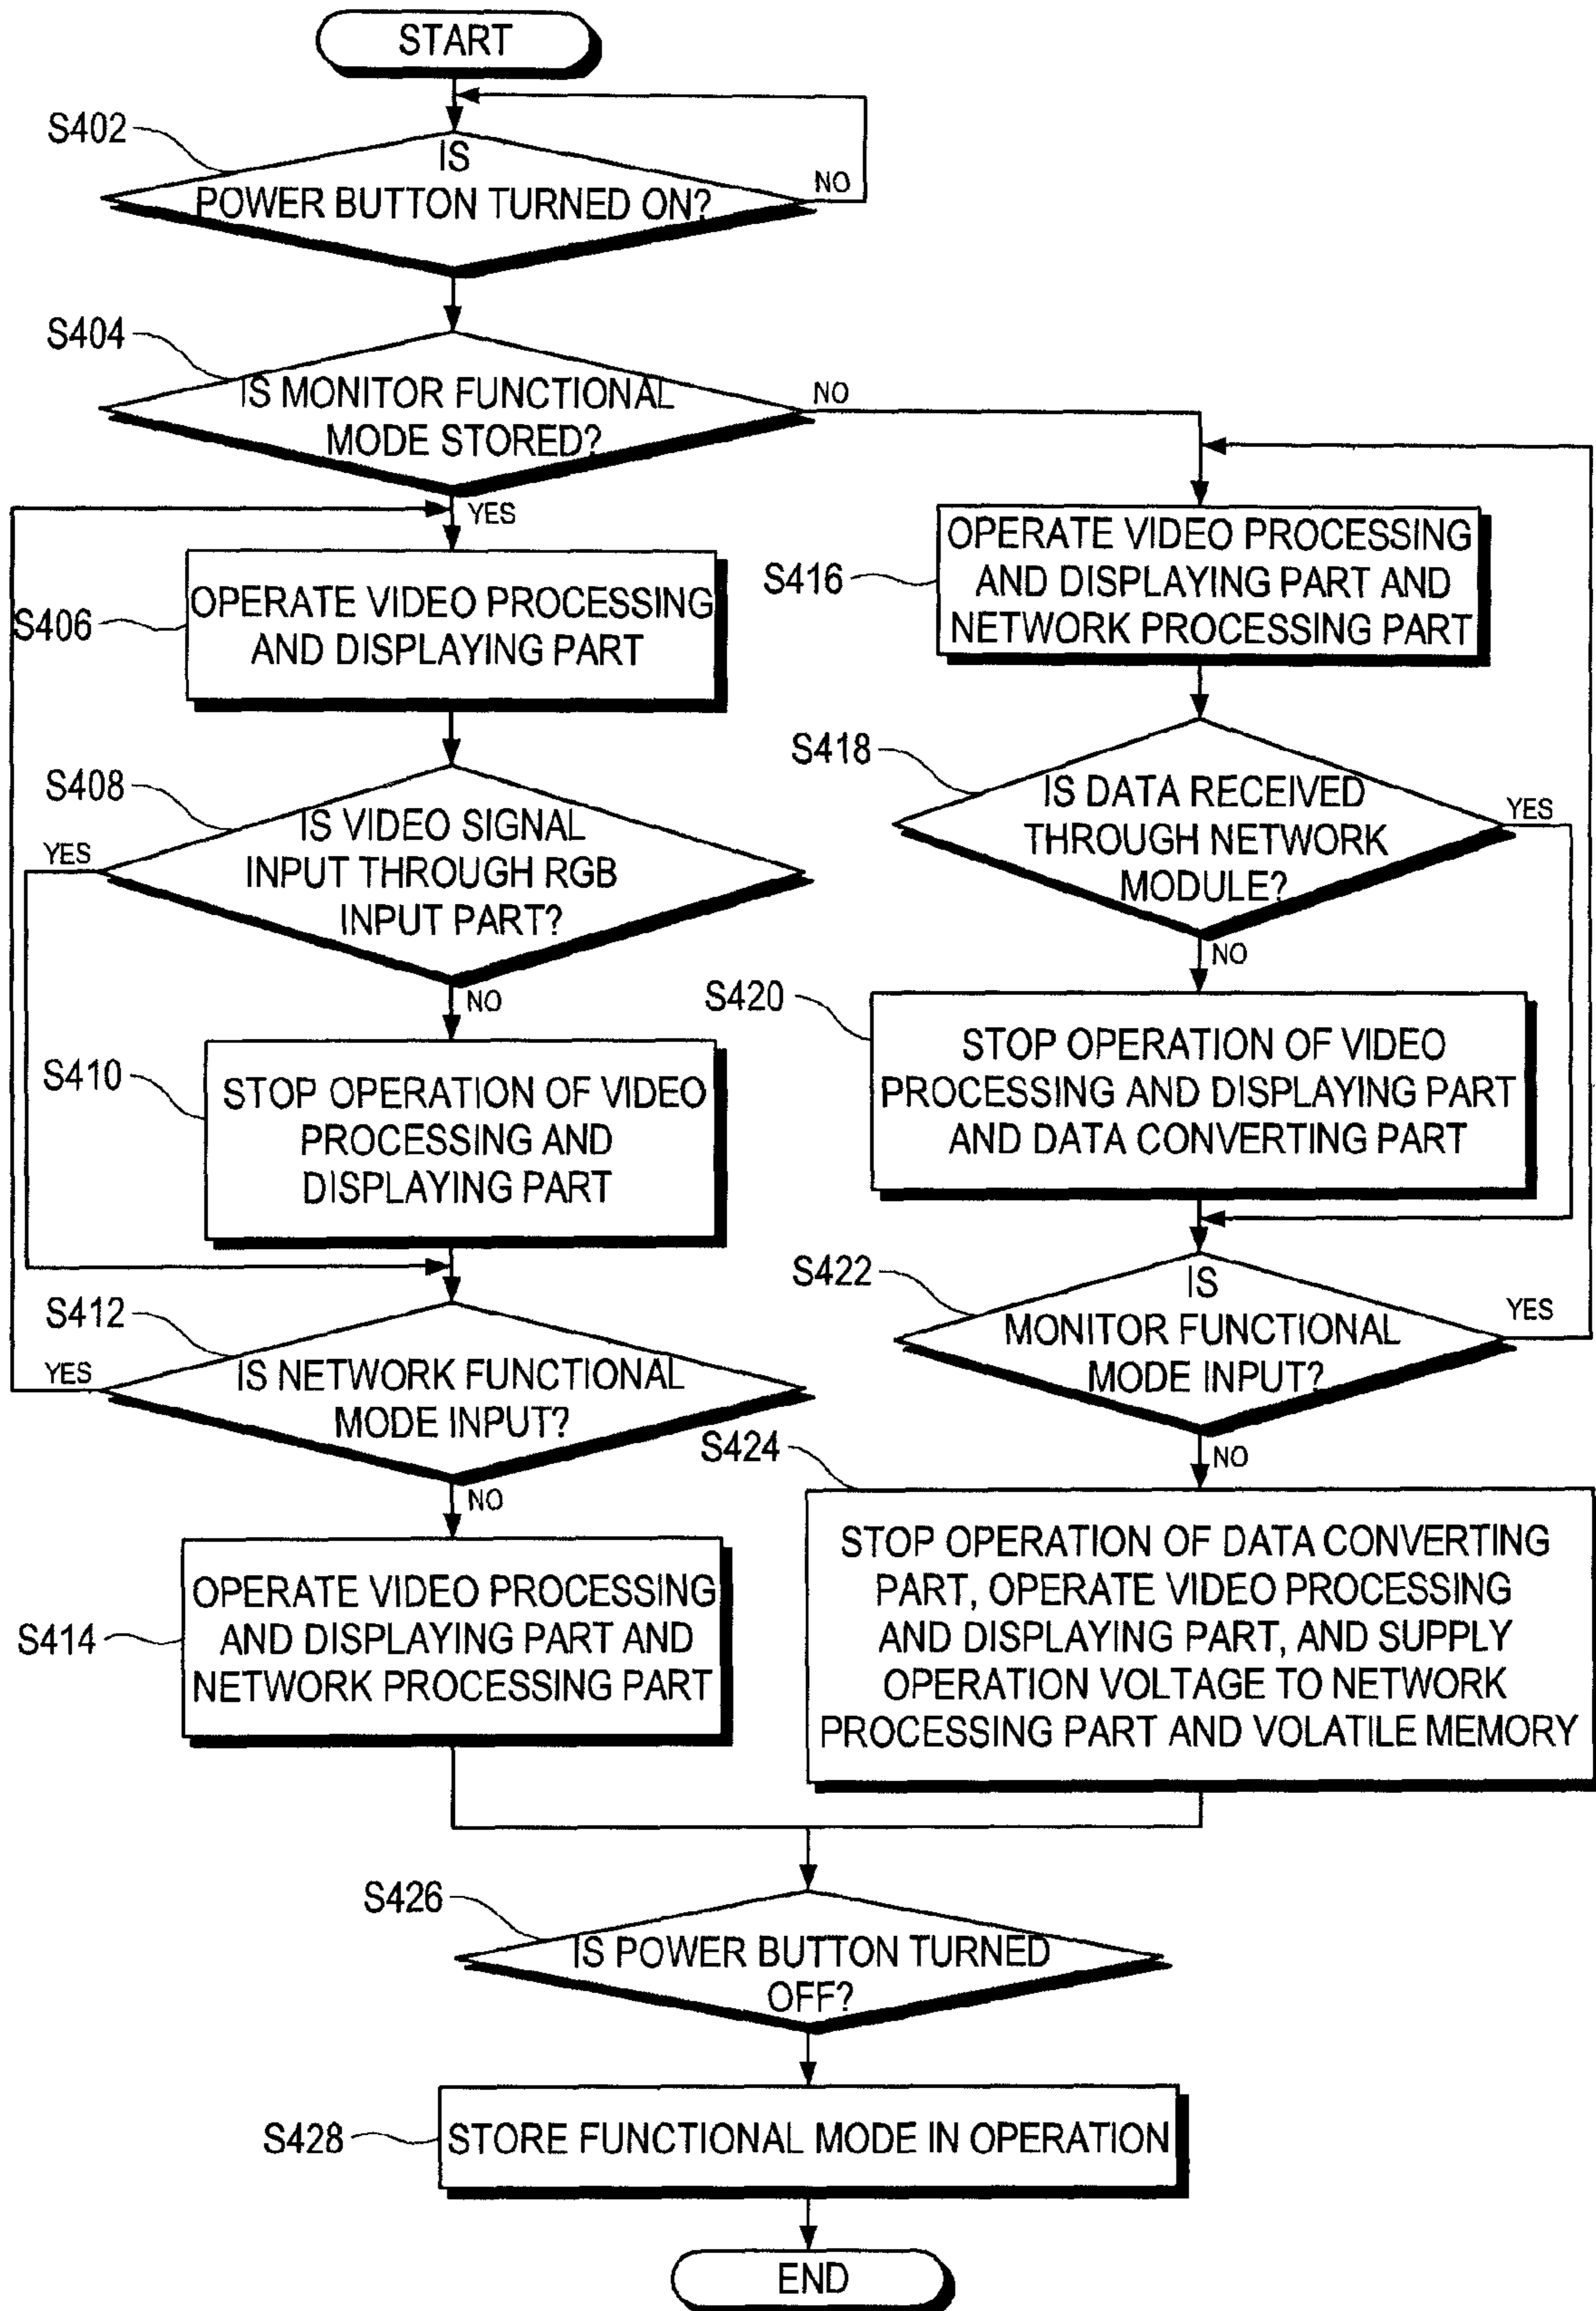 START
S402
IS
POWER BUTTON TURNED ON?
NO
S404
IS MONITOR FUNCTIONAL
MODE STORED?
NO
YES
S406
OPERATE VIDEO PROCESSING
AND DISPLAYING PART
S408
IS VIDEO SIGNAL
INPUT THROUGH RGB
INPUT PART?
YES
NO
S410
STOP OPERATION OF VIDEO
PROCESSING AND
DISPLAYING PART
S412
IS NETWORK FUNCTIONAL
MODE INPUT?
YES
NO
S414
OPERATE VIDEO PROCESSING
AND DISPLAYING PART AND
NETWORK PROCESSING PART
S416
OPERATE VIDEO PROCESSING
AND DISPLAYING PART AND
NETWORK PROCESSING PART
S418
IS DATA RECEIVED
THROUGH NETWORK
MODULE?
YES
NO
S420
STOP OPERATION OF VIDEO
PROCESSING AND DISPLAYING PART
AND DATA CONVERTING PART
S422
IS
MONITOR FUNCTIONAL
MODE INPUT?
YES
NO
S424
STOP OPERATION OF DATA CONVERTING
PART, OPERATE VIDEO PROCESSING
AND DISPLAYING PART, AND SUPPLY
OPERATION VOLTAGE TO NETWORK
PROCESSING PART AND VOLATILE MEMORY
S426
IS POWER BUTTON TURNED
OFF?
S428
STORE FUNCTIONAL MODE IN OPERATION
END